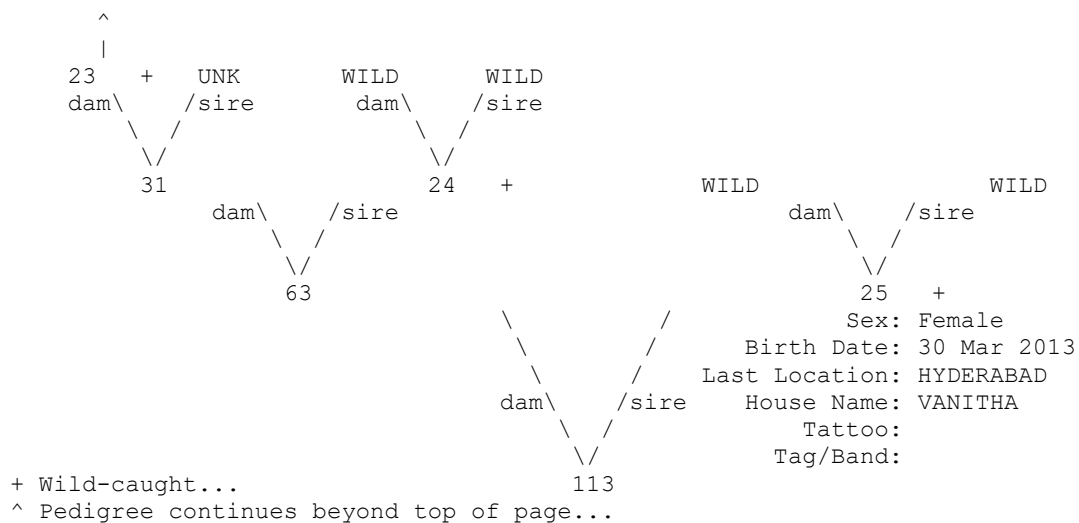 ^
|
23 + UNK WILD WILD
dam\ /sire dam\ /sire
\ / \ /
\/ \/
31 24 + WILD WILD
dam\ /sire dam\ /sire
\ / \ /
\/ \/
63 25 +
\ / Sex: Female
\ / Birth Date: 30 Mar 2013
\ / Last Location: HYDERABAD
dam\ /sire House Name: VANITHA
\ / Tattoo:
\/ Tag/Band:
+ Wild-caught... 113
^ Pedigree continues beyond top of page...